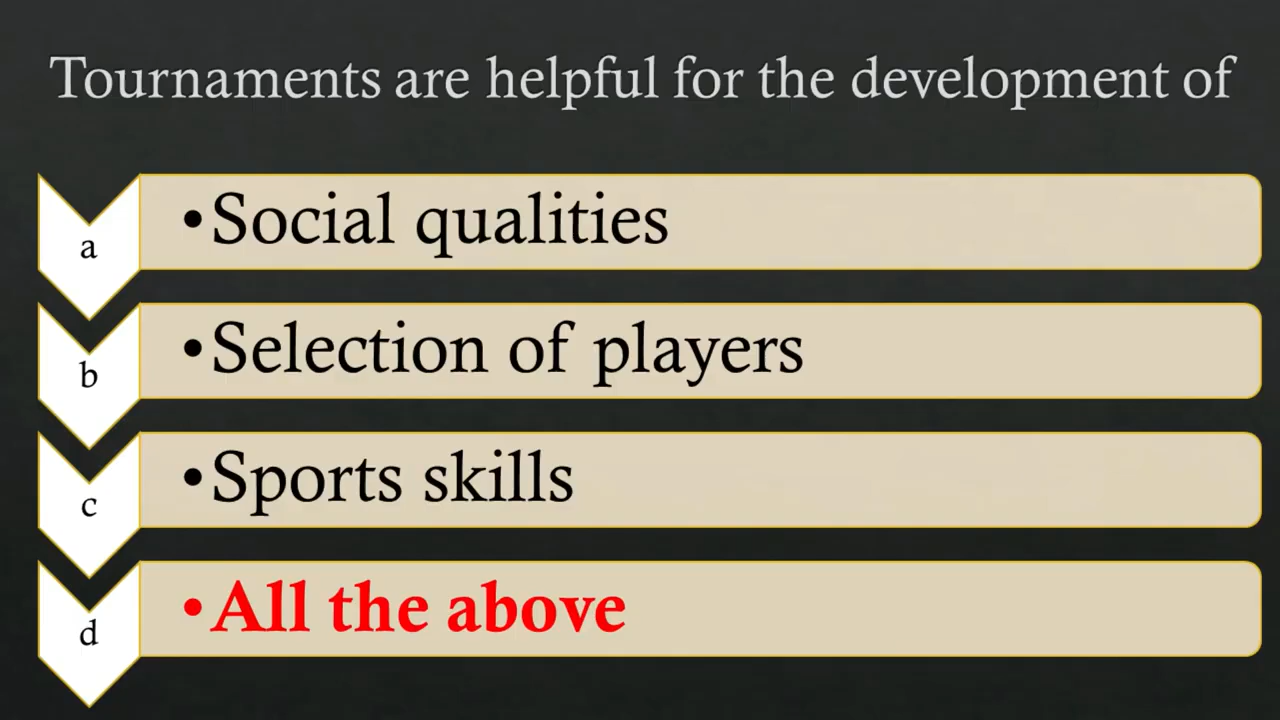 Tournaments are helpful for the development of
a
•Social qualities
b
•Selection of players
c
•Sports skills
d
•All the above